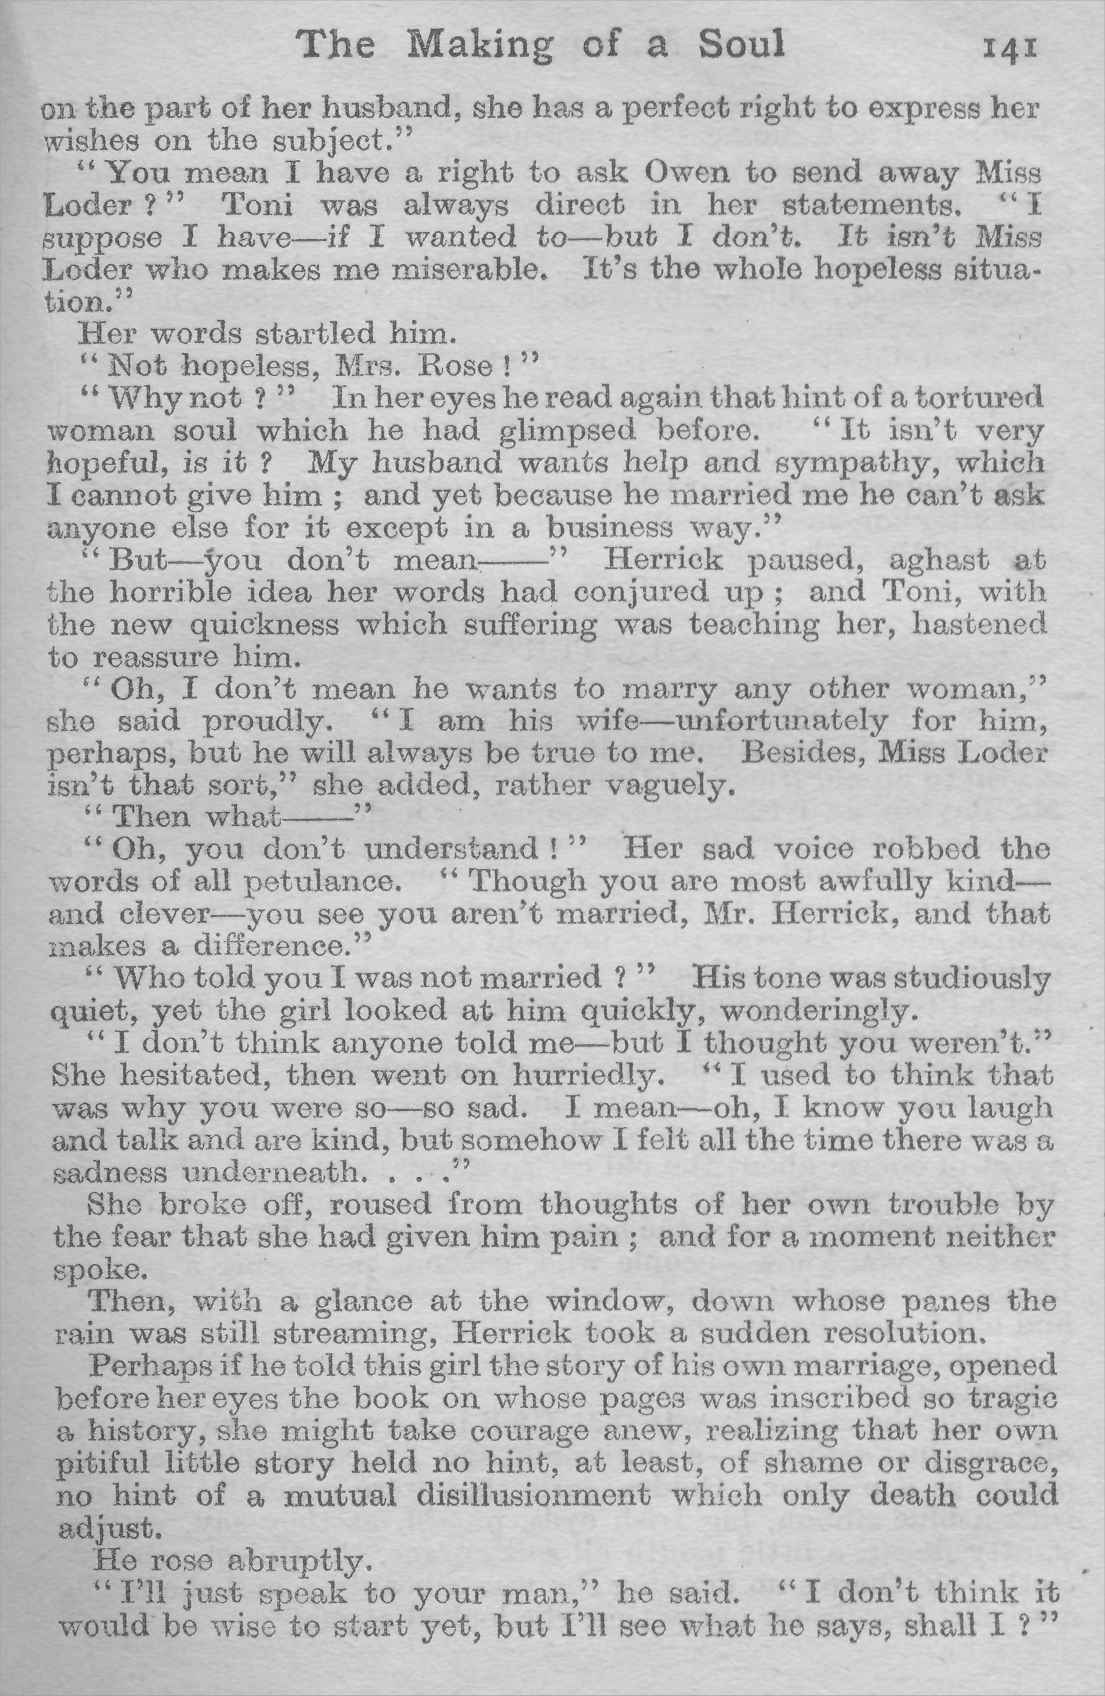 The Making of a Soul 141
on the part of her husband, she has a perfect right to express her
wishes on the subject.”
“ You mean I have a right to ask Owen to send away Miss
Loder ? ” Toni was always direct in her statements. “ I
suppose I have—if I wanted to—but I don’t. It isn’t Miss
Loder who makes me miserable. It’s the whole hopeless situa-
tion.”
Her words startled him.
“ Not hopeless, Mrs. Rose ! ”
“ Why not ? ” In her eyes he read again that hint of a tortured
woman soul which he had glimpsed before. “ It isn’t very
hopeful, is it ? My husband wants help and sympathy, which
I cannot give him ; and yet because he married me he can’t ask
anyone else for it except in a business way.”
“ But—you don’t mean——” Herrick paused, aghast at
the horrible idea her words had conjured up ; and Toni, with
the new quickness which suffering was teaching her, hastened
to reassure him.
“ Oh, I don’t mean he wants to marry any other woman,”
she said proudly. “ I am his wife—unfortunately for him,
perhaps, but he will always be true to me. Besides, Miss Loder
isn’t that sort,” she added, rather vaguely.
“ Then what——”
“ Oh, you don’t understand ! ” Her sad voice robbed the
words of all petulance. “ Though you are most awfully kind—
and clever—you see you aren’t married, Mr. Herrick, and that
makes a difference.”
“ Who told you I was not married ? ” His tone was studiously
quiet, yet the girl looked at him quickly, wonderingly.
“ I don’t think anyone told me—but I thought you weren’t.”
She hesitated, then went on hurriedly. “ I used to think that
was why you were so—so sad. I mean—oh, I know you laugh
and talk and are kind, but somehow I felt all the time there was a
sadness underneath. . . .”
She broke off, roused from thoughts of her own trouble by
the fear that she had given him pain ; and for a moment neither
spoke.
Then, with a glance at the window, down whose panes the
rain was still streaming, Herrick took a sudden resolution.
Perhaps if he told this girl the story of his own marriage, opened
before her eyes the book on whose pages was inscribed so tragic
a history, she might take courage anew, realizing that her own
pitiful little story held no hint, at least, of shame or disgrace,
no hint of a mutual disillusionment which only death could
adjust.
He rose abruptly.
“ I’ll just speak to your man,” he said. “ I don’t think it
would be wise to start yet, but I’ll see what he says, shall I ? ”